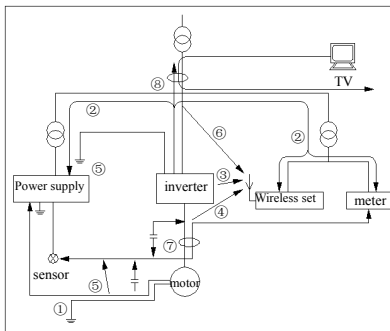 TV
⑧
②
②
⑥
Power supply
⑤
inverter
③
④
Wireless set
meter
⑦
sensor
⑤
motor
①